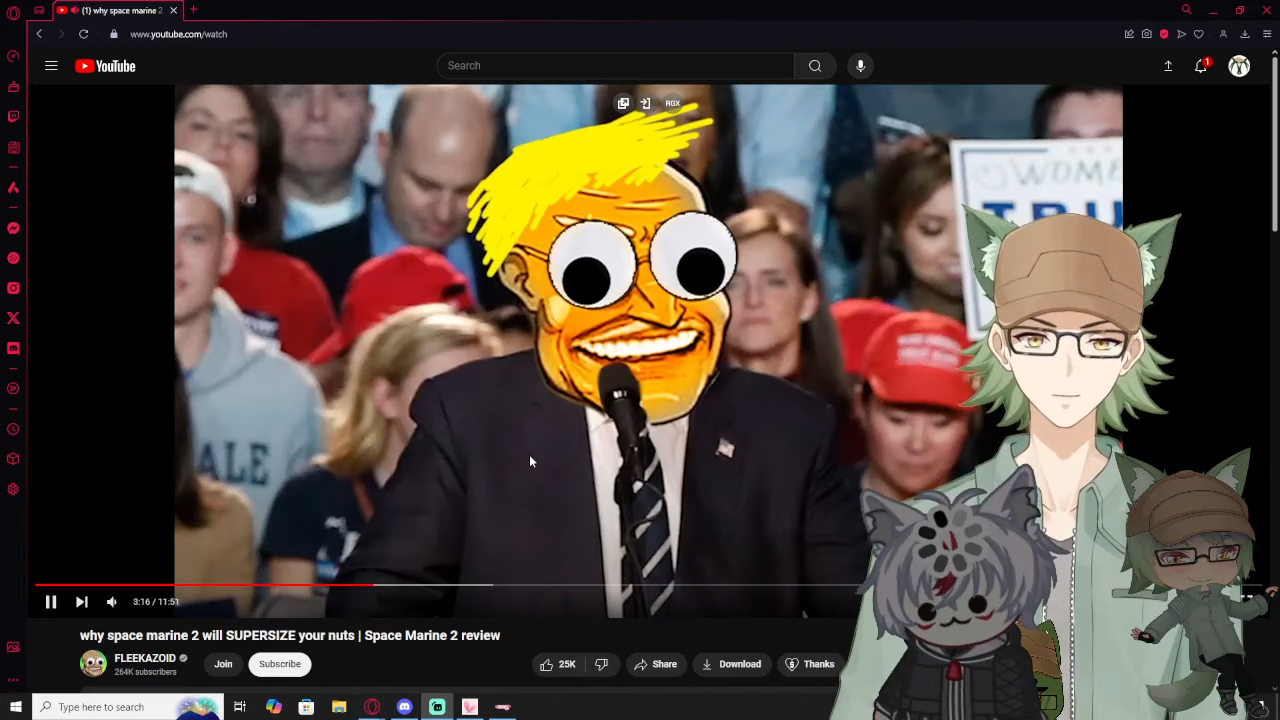 (1) why space marine 2
www.youtube.com/watch
YouTube
Search
1
RGX
WOME
TRU
ALE
3:16 / 11:51
why space marine 2 will SUPERSIZE your nuts | Space Marine 2 review
FLEEKAZOID
264K subscribers
Join
Subscribe
25K
Share
Download
Thanks
Type here to search